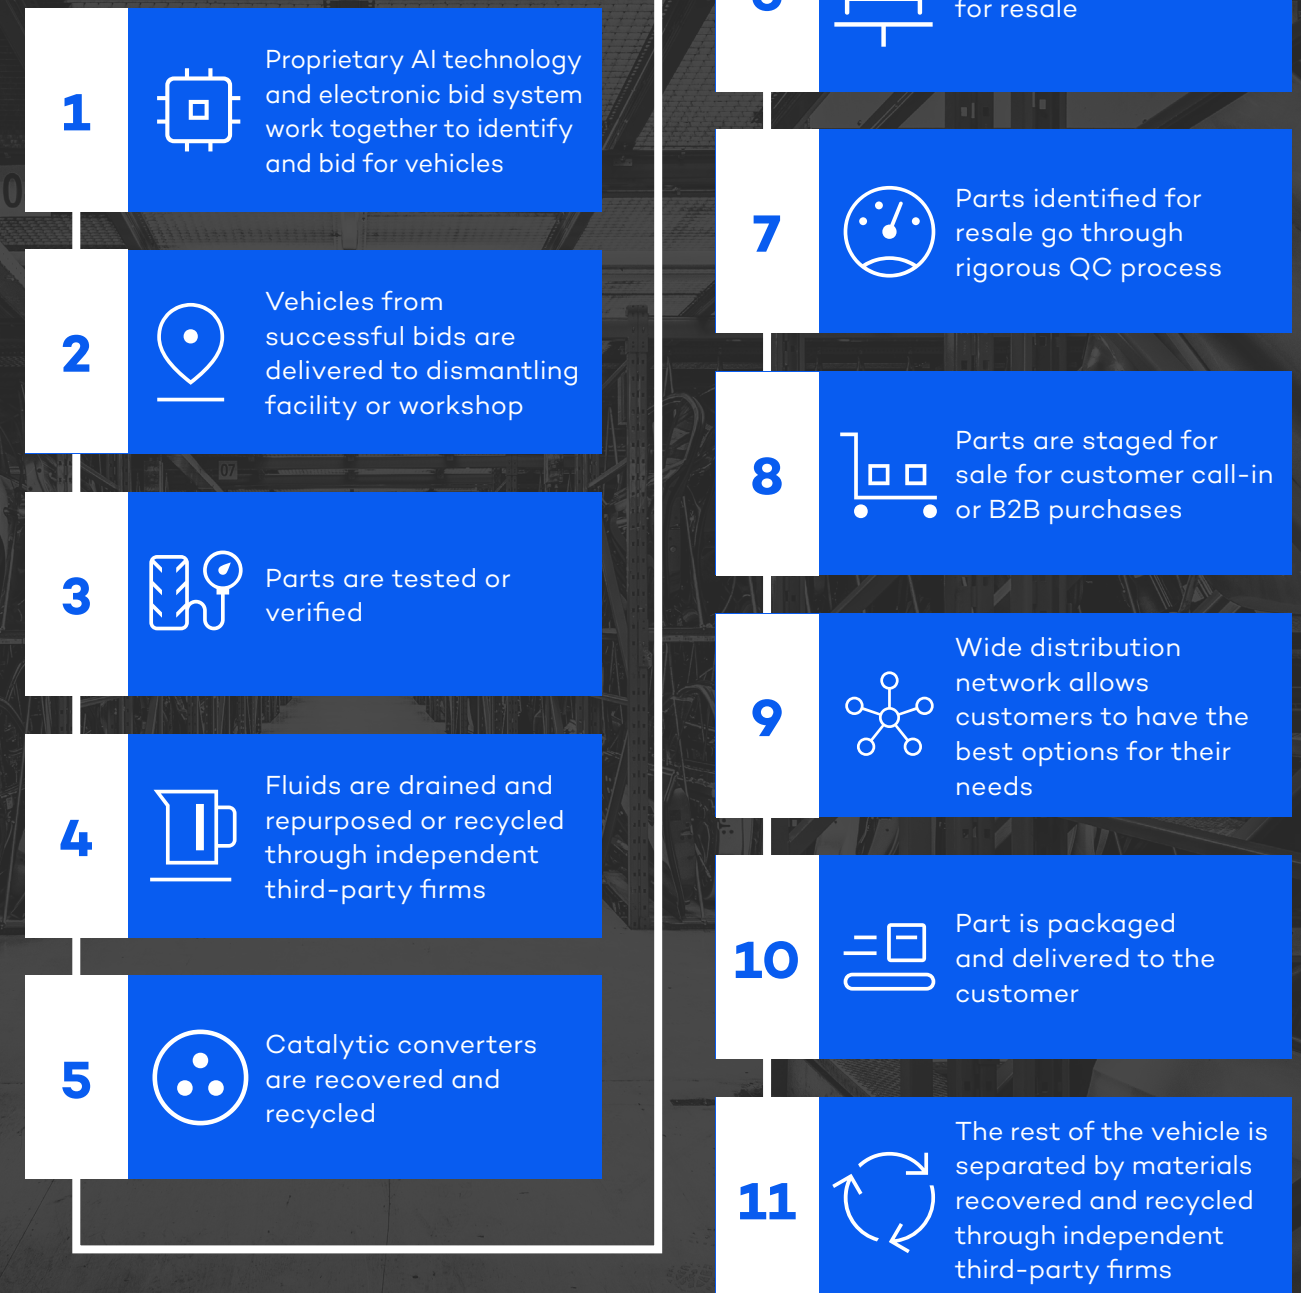 1
Proprietary AI technology
and electronic bid system
work together to identify
and bid for vehicles
2
Vehicles from
successful bids are
delivered to dismantling
facility or workshop
3
Parts are tested or
verified
4
Fluids are drained and
repurposed or recycled
through independent
third-party firms
5
Catalytic converters
are recovered and
recycled
for resale
7
Parts identified for
resale go through
rigorous QC process
8
Parts are staged for
sale for customer call-in
or B2B purchases
9
Wide distribution
network allows
customers to have the
best options for their
needs
10
Part is packaged
and delivered to the
customer
11
The rest of the vehicle is
separated by materials
recovered and recycled
through independent
third-party firms
07